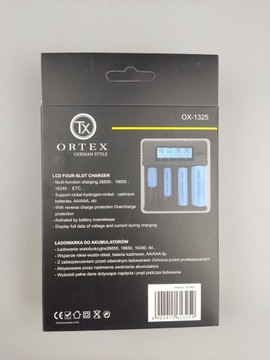 TX
ORTEX
GERMAN STYLE
OX-1325
LCD FOUR-SLOT CHARGER
- Multi-function charging 26650、18650、
16340 ...ETC
- Support nickel-hydrogen-nickel - cadmium
batteries, AA/AAA, etc
- With reverse charge protection Overcharge
protection
- Activated by battery overrelease
- Display full data of voltage and current during charging
ŁADOWARKA DO AKUMULATORÓW
- Ładowanie wielofunkcyjne26650, 18650, 16340, itd .
- Wsparcie nikiel-wodór-nikiel, baterie kadmowe, AA/AAA itp
- Z zabezpieczeniem przed odwrotnym ładowaniem Ochrona przed przeładowaniem
- Aktywowane przez nadmierne zwolnienie akumulatora
- Wyświetl pełne dane dotyczące napięcia i prąd podczas ładowania